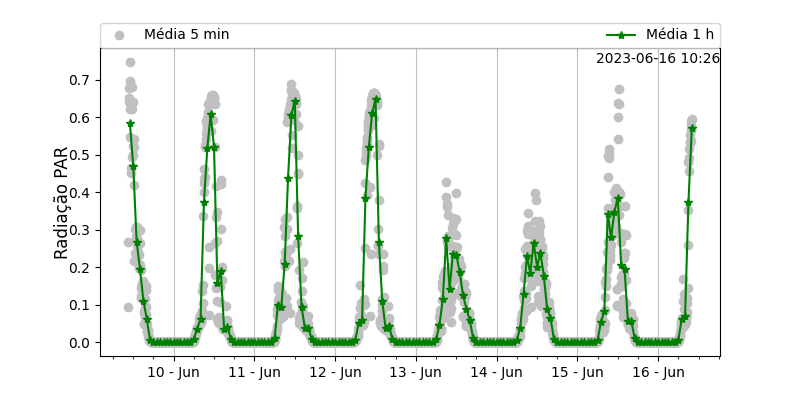 Média 5 min
Média 1 h
2023-06-16 10:26
Radiação PAR
0.7
0.6
0.5
0.4
0.3
0.2
0.1
0.0
10 - Jun
11 - Jun
12 - Jun
13 - Jun
14 - Jun
15 - Jun
16 - Jun